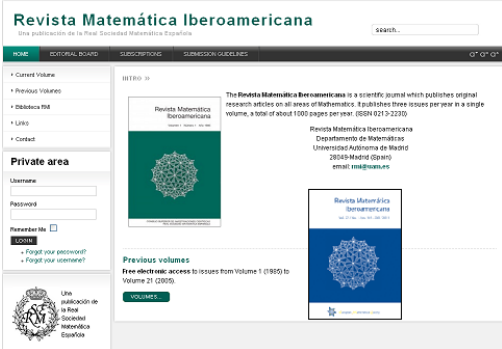 Revista Matemática Iberoamericana
Una publicación de la Real Sociedad Matemática Española
search...
HOME EDITORIAL BOARD SUBSCRIPTIONS SUBMISSION GUIDELINES
Current Volume
Previous Volumes
Biblioteca RMI
Links
Contact
Private area
Username
Password
Remember Me
LOGIN
Forgot your password?
Forgot your username?
Una
publicación de
la Real
Sociedad
Matemática
Española
INTRO
The Revista Matemática Iberoamericana is a scientific journal which publishes original
research articles on all areas of Mathematics. It publishes three issues per year in a single
volume, a total of about 1000 pages per year. (ISSN 0213-2230)
Revista Matemática Iberoamericana
Departamento de Matemáticas
Universidad Autónoma de Madrid
28049-Madrid (Spain)
email: rmi@uam.es
Revista Matemática
Iberoamericana
Revista Matemática
Iberoamericana
Previous volumes
Free electronic access to issues from Volume 1 (1985) to
Volume 21 (2005).
VOLUMES...